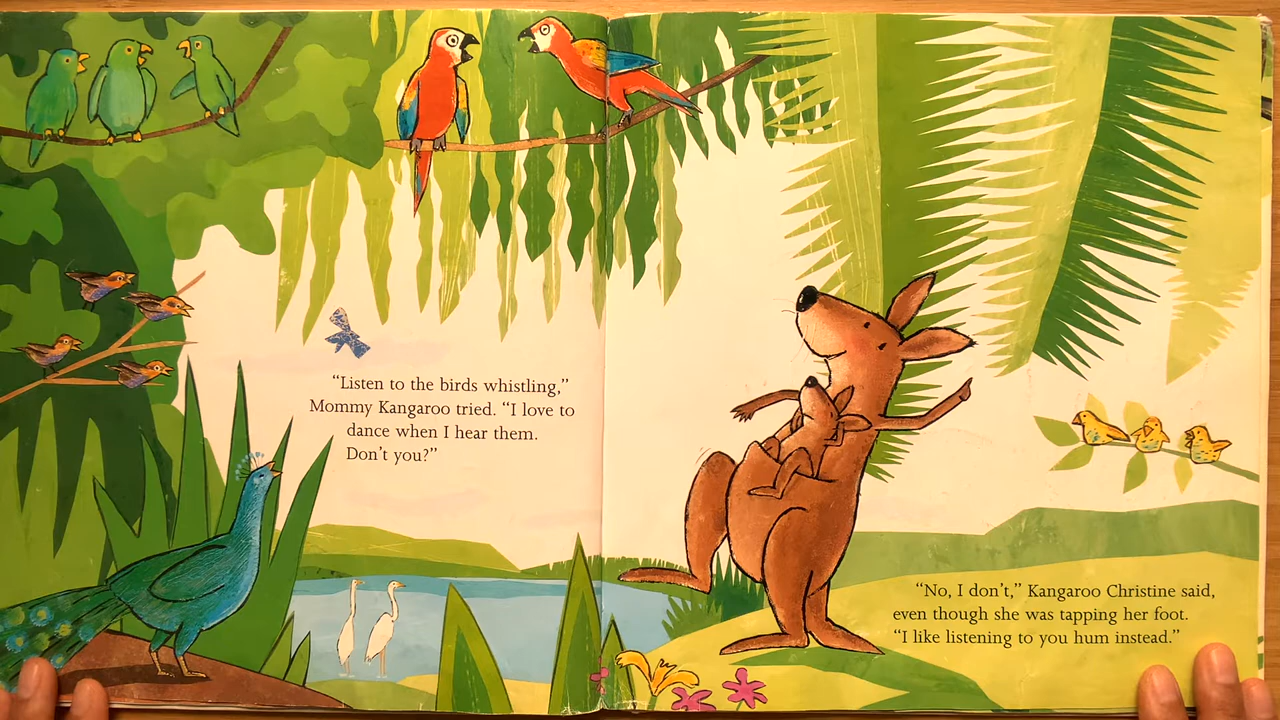 “Listen to the birds whistling,”
Mommy Kangaroo tried. “I love to
dance when I hear them.
Don’t you?”
“No, I don’t,” Kangaroo Christine said,
even though she was tapping her foot.
“I like listening to you hum instead.”